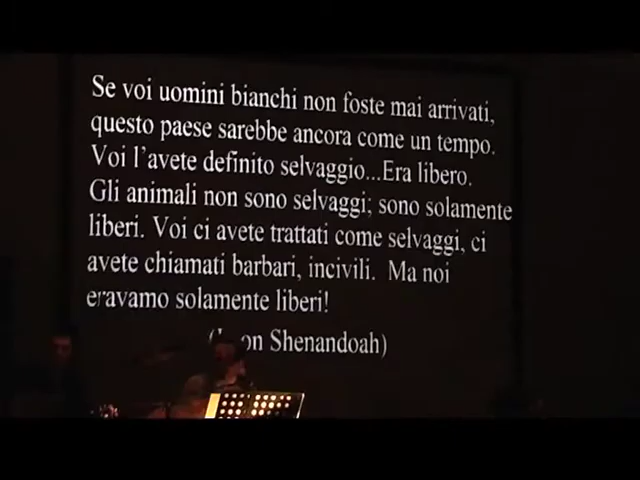 Se voi uomini bianchi non foste mai arrivati,
questo paese sarebbe ancora come un tempo.
Voi l'avete definito selvaggio...Era libero.
Gli animali non sono selvaggi; sono solamente
liberi. Voi ci avete trattati come selvaggi, ci
avete chiamati barbari, incivili. Ma noi
eravamo solamente liberi!
Shenandoah)